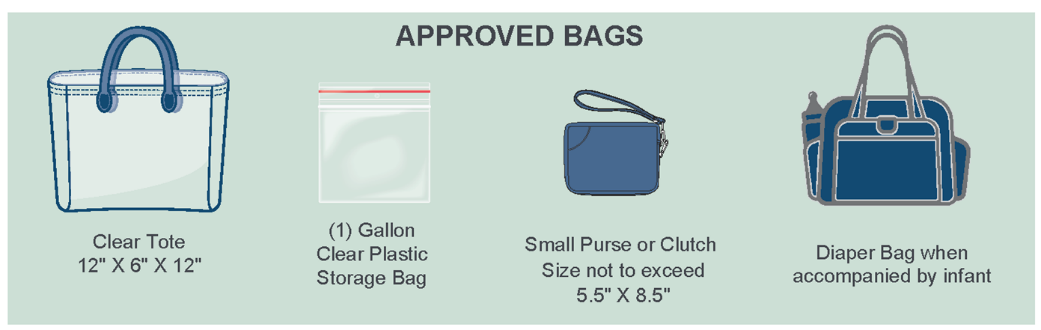 APPROVED BAGS
Clear Tote
12" X 6" X 12"
(1) Gallon
Clear Plastic
Storage Bag
Small Purse or Clutch
Size not to exceed
5.5" X 8.5"
Diaper Bag when
accompanied by infant